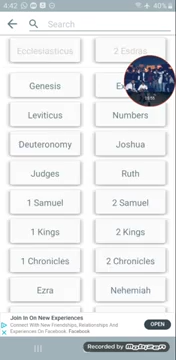 4:42
Search
Ecclesiasticus 2 Esdras
Genesis
Leviticus Numbers
Deuteronomy Joshua
Judges Ruth
1 Samuel 2 Samuel
1 Kings 2 Kings
1 Chronicles 2 Chronicles
Ezra Nehemiah
Join In On New Experiences
Connect With New Friendships, Relationships And
Experiences On Facebook. Facebook
OPEN
Recorded by